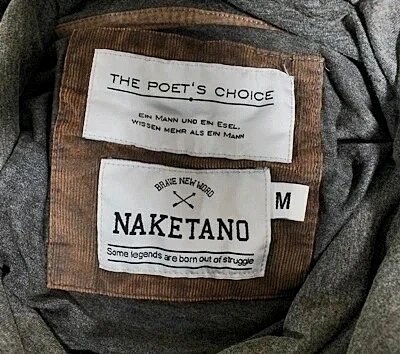 THE POET'S CHOICE
EIN MANN UND EIN ESEL,
WISSEN MEHR ALS EIN MANN
BRAVE NEW WORD
NAKETANO
Some legends are born out of struggle
M